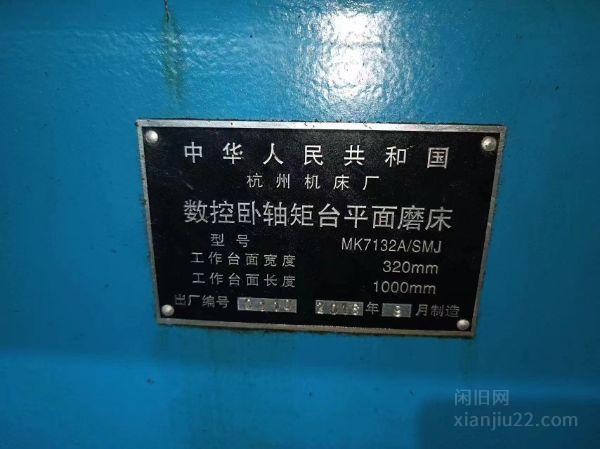 中华人民共和国
杭州机床厂
数控卧轴矩台平面磨床
型号 MK7132A/SMJ
工作台面宽度 320mm
工作台面长度 1000mm
出厂编号 年 月制造
闲旧网
xianjiu22.com